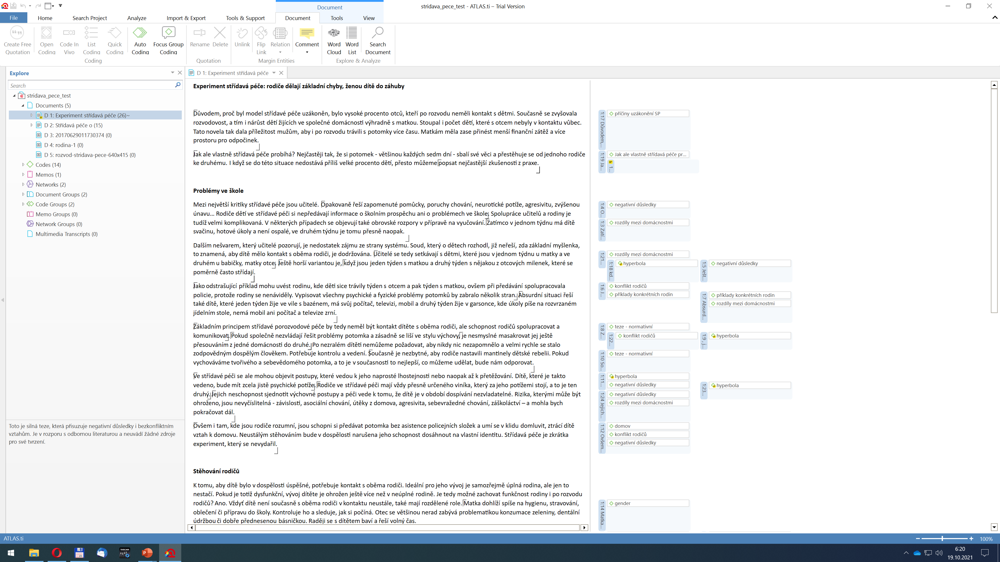 Document
stridava_pece_test - ATLAS.ti – Trial Version
File
Home
Search Project
Analyze
Import & Export
Tools & Support
Document
Tools
View
Create Free Quotation
Open Coding
Code In Vivo
List Coding
Quick Coding
Auto Coding
Focus Group Coding
Rename
Delete
Unlink
Flip Link
Relation
Comment
Word Cloud
Word List
Search Document
Coding
Quotation
Margin Entities
Explore & Analyze
Explore
Search
stridava_pece_test
Documents (5)
D 1: Experiment střídavá péče (26)~
D 2: Střídavá péče o (15)
D 3: 20170629011730374 (0)
D 4: rodina-1 (0)
D 5: rozvod-stridava-pece-640x415 (0)
Codes (14)
Memos (1)
Networks (2)
Document Groups (2)
Code Groups (2)
Memo Groups (0)
Network Groups (0)
Multimedia Transcripts (0)
Toto je silná teze, která přisuzuje negativní důsledky i bezkonfliktním
vztahům. Je v rozporu s odbornou literaturou a neuvádí žádné zdroje
pro své tvrzení.
D 1: Experiment střídavá péče
Experiment střídavá péče: rodiče dělají základní chyby, ženou dítě do záhuby
Důvodem, proč byl model střídavé péče uzákoněn, bylo vysoké procento otců, kteří po rozvodu neměli kontakt s dětmi. Současně se zvyšovala
rozvodovost, a tím i nárůst dětí žijících ve společné domácnosti výhradně s matkou. Stoupal i počet dětí, které s otcem nebyly v kontaktu vůbec.
Tato novela tak dala příležitost mužům, aby i po rozvodu trávili s potomky více času. Matkám měla zase přinést menší finanční zátěž a více
prostoru pro odpočinek.
Jak ale vlastně střídavá péče probíhá? Nejčastěji tak, že si potomek - většinou každých sedm dní - sbalí své věci a přestěhuje se od jednoho rodiče
ke druhému. I když se do této situace nedostává příliš velké procento dětí, přesto můžeme popsat nejčastější zkušenosti z praxe.
Problémy ve škole
Mezi největší kritiky střídavé péče jsou učitelé. Opakovaně řeší zapomenuté pomůcky, poruchy chování, neurotické potíže, agresivitu, zvýšenou
únavu... Rodiče dětí ve střídavé péči si nepředávají informace o školním prospěchu ani o problémech ve škole. Spolupráce učitelů a rodiny je
tudíž velmi komplikovaná. V některých případech se objevují také obrovské rozpory v přípravě na vyučování. Zatímco v jednom týdnu má dítě
svačinu, hotové úkoly a není ospalé, ve druhém týdnu je tomu přesně naopak.
Dalším nešvarem, který učitelé pozorují, je nedostatek zájmu ze strany systému. Soud, který o dětech rozhodl, již neřeší, zda základní myšlenka,
to znamená, aby dítě mělo kontakt s oběma rodiči, je dodržována. Učitelé se tedy setkávají s dětmi, které jsou v jednom týdnu u matky a ve
druhém u babičky, matky otce. Ještě horší variantou je, když jsou jeden týden s matkou a druhý týden s nějakou z otcových milenek, které se
poměrně často střídají.
Jako odstrašující příklad mohu uvést rodinu, kde děti sice trávily týden s otcem a pak týden s matkou, ovšem při předávání spolupracovala
policie, protože rodiny se nenáviděly. Vypisovat všechny psychické a fyzické problémy potomků by zabralo několik stran. Absurdní situaci řeší
také dítě, které jeden týden žije ve vile s bazénem, má svůj počítač, televizi, mobil a druhý týden žije v garsonce, kde úkoly píše na rozvrzaném
jídelním stole, nemá mobil ani počítač a televize zrní.
Základním principem střídavé porozvodové péče by tedy neměl být kontakt dítěte s oběma rodiči, ale schopnost rodičů spolupracovat a
komunikovat. Pokud společně nezvládají řešit problémy potomka a zásadně se liší ve stylu výchovy, je nesmyslné masakrovat jej ještě
přesouváním z jedné domácnosti do druhé. Po nezralém dítěti nemůžeme požadovat, aby nikdy nic nezapomnělo a velmi rychle se stalo
zodpovědným dospělým člověkem. Potřebuje kontrolu a vedení. Současně je nezbytné, aby rodiče nastavili mantinely dětské rebelii. Pokud
vychováváme tvořivého a sebevědomého potomka, a to je v současnosti to nejlepší, co můžeme udělat, bude nám odporovat.
Ve střídavé péči se ale mohou objevit postupy, které vedou k jeho naprosté lhostejnosti nebo naopak až k přetěžování. Dítě, které je takto
vedeno, bude mít zcela jistě psychické potíže. Rodiče ve střídavé péči mají vždy přesně určeného viníka, který za jeho potížemi stojí, a to je ten
druhý. Jejich neschopnost sjednotit výchovné postupy a péči vede k tomu, že dítě je v období dospívání nezvladatelné. Rizika, kterými může být
ohroženo, jsou nevyčíslitelná - závislosti, asociální chování, útěky z domova, agresivita, sebevražedné chování, záškoláctví – a mohla bych
pokračovat dál.
Ovšem i tam, kde jsou rodiče rozumní, jsou schopni si předávat potomka bez asistence policejních složek a umí se v klidu domluvit, ztrácí dítě
vztah k domovu. Neustálým stěhováním bude v dospělosti narušena jeho schopnost dosáhnout na vlastní identitu. Střídavá péče je zkrátka
experiment, který se nevydařil.
Stěhování rodičů
K tomu, aby dítě bylo v dospělosti úspěšné, potřebuje kontakt s oběma rodiči. Ideální pro jeho vývoj je samozřejmě úplná rodina, ale jen to
nestačí. Pokud je totiž dysfunkční, vývoj dítěte je ohrožen ještě více než v neúplné rodině. Je tedy možné zachovat funkčnost rodiny i po rozvodu
rodičů? Ano. Vždyť dítě není současně s oběma rodiči v kontaktu neustále, také mají rozdělené role. Matka dohlíží spíše na hygienu, stravování,
oblečení či přípravu do školy. Kontroluje ho a sleduje, jak si počíná. Otec se většinou nerad zabývá problematikou konzumace zeleniny, dentální
údržbou či dobře přednesenou básničkou. Raději se s dítětem baví a řeší volný čas.
1:17 Důvodem,...
příčiny uzákonění SP
1:19 Ja...
Jak ale vlastně střídavá péče pr...
1...
1:4 O...
negativní důsledky
1:3 Zatí...
rozdíly mezi domácnostmi
1:21...
rozdíly mezi domácnostmi
1:18 kd...
hyperbola
1:5 Ješt...
negativní důsledky
1:6 J...
konflikt rodičů
příklady konkrétních rodin
1:7 Absurd...
příklady konkrétních rodin
rozdíly mezi domácnostmi
1:8 Z...
teze - normativní
1:22...
konflikt rodičů
1:9 , j...
hyperbola
1:10 So...
teze - normativní
1:11...
hyperbola
negativní důsledky
1:23...
hyperbola
1:24 Jejich...
negativní důsledky
rozdíly mezi domácnostmi
1:12 Ovšem...
domov
konflikt rodičů
negativní důsledky
1:14 Matka...
gender
ATLAS.ti
100%
TASCAM
6:20
19.10.2021